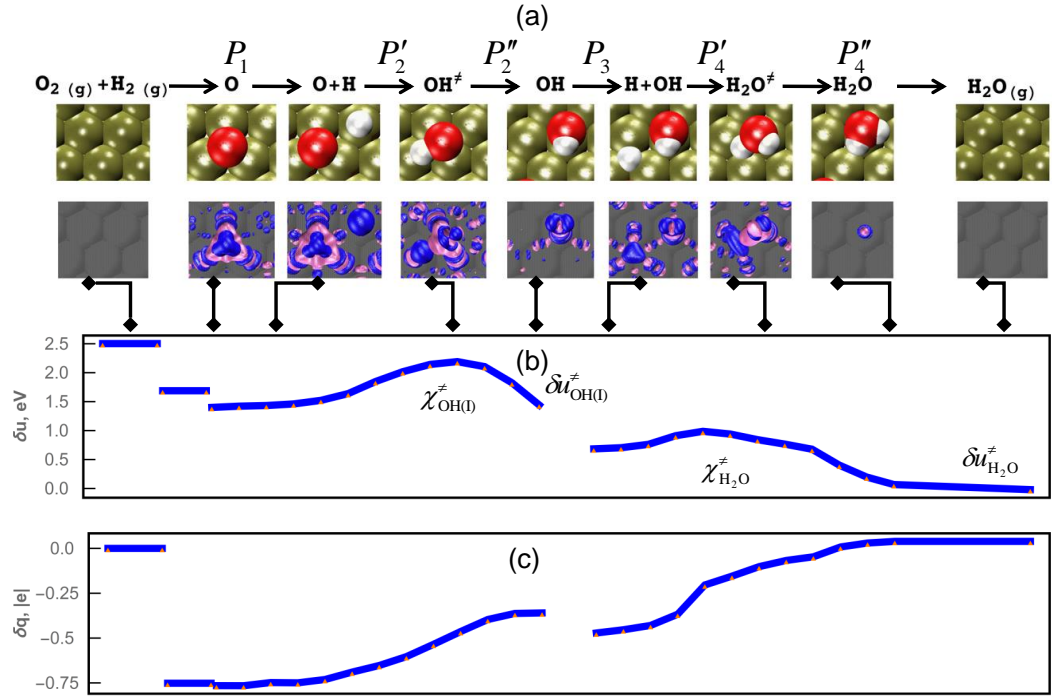 (a)
P₁ P₂′ P₂″ P₃ P₄′ P₄″
O₂ (g) +H₂ (g) → O → O+H → OH≠ → OH → H+OH → H₂O≠ → H₂O → H₂O(g)
(b)
2.5
2.0
1.5
1.0
0.5
0.0
δu, eV
χ≠OH(I)
δu≠OH(I)
χ≠H₂O
δu≠H₂O
(c)
0.0
−0.25
−0.5
−0.75
δq, |e|